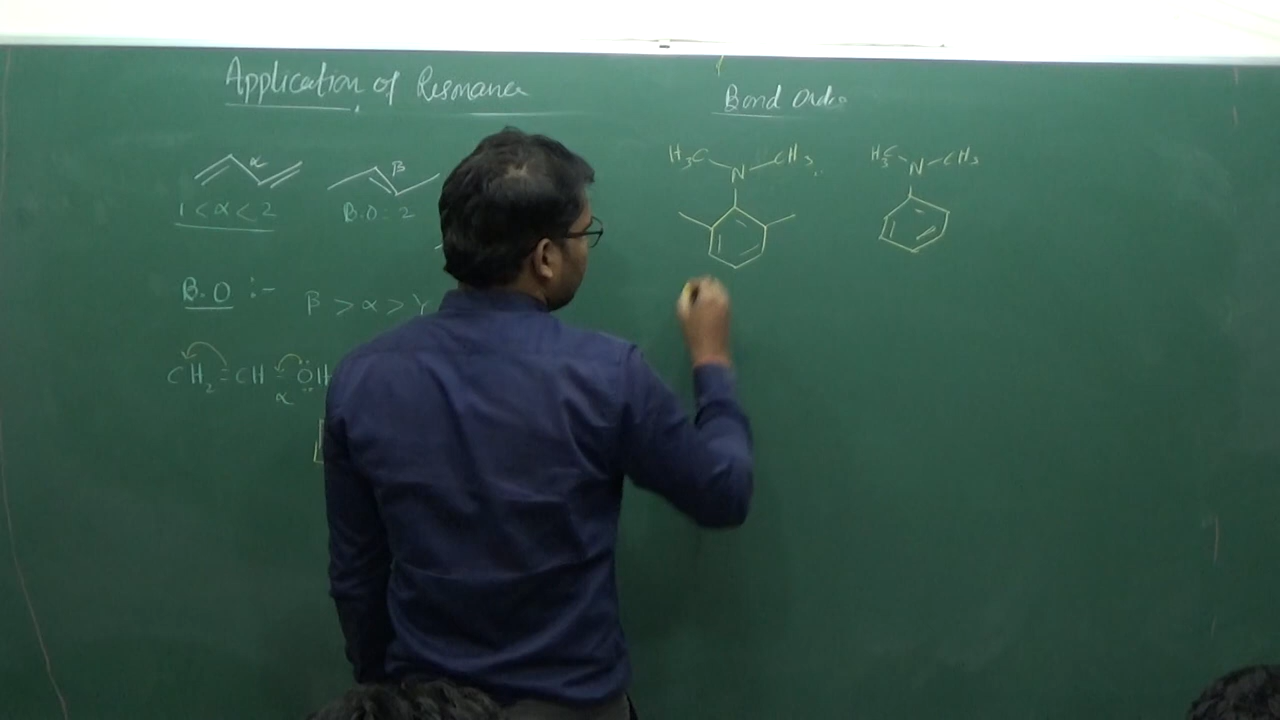 Application of Resonance
α
β
1 < α < 2
B.O : 2
B.O :-
β > α > γ
CH₂ = CH - ÖH
α
Bond Order
H₃C N CH₃
H₃C N CH₃